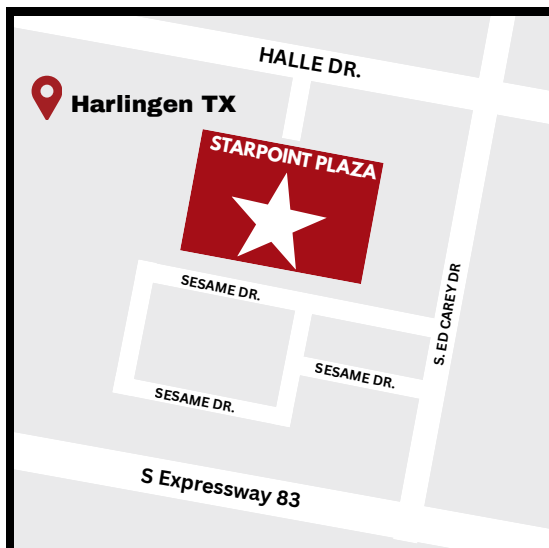 HALLE DR.
Harlingen TX
STARPOINT PLAZA
SESAME DR.
S. ED CAREY DR
SESAME DR.
SESAME DR.
S Expressway 83